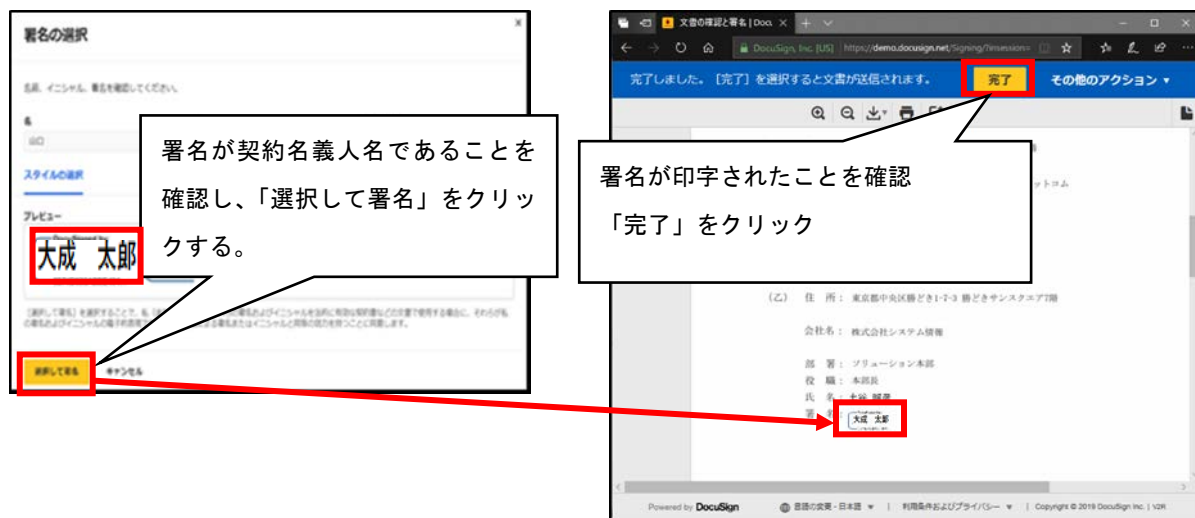 署名の選択
×
名前、イニシャル、署名を確認してください。
名
山口
スタイルの選択
プレビュー
大成　太郎
選択して署名
キャンセル
署名が契約名義人名であることを
確認し、「選択して署名」をクリッ
クする。
文書の確認と署名 | Docu
DocuSign, Inc. [US]
https://demo.docusign.net/Signing/?insession=
完了しました。［完了］を選択すると文書が送信されます。
完了
その他のアクション ▼
署名が印字されたことを確認
「完了」をクリック
ットコム
(乙)　住　所： 東京都中央区勝どき1-7-3 勝どきサンスクエア7階
会社名： 株式会社システム情報
部　署： ソリューション本部
役　職： 本部長
氏　名：
署　名：
大成　太郎
Powered by DocuSign
言語の変更 - 日本語 ▼ | 利用条件およびプライバシー ▼ | Copyright © 2019 DocuSign Inc. | V2R